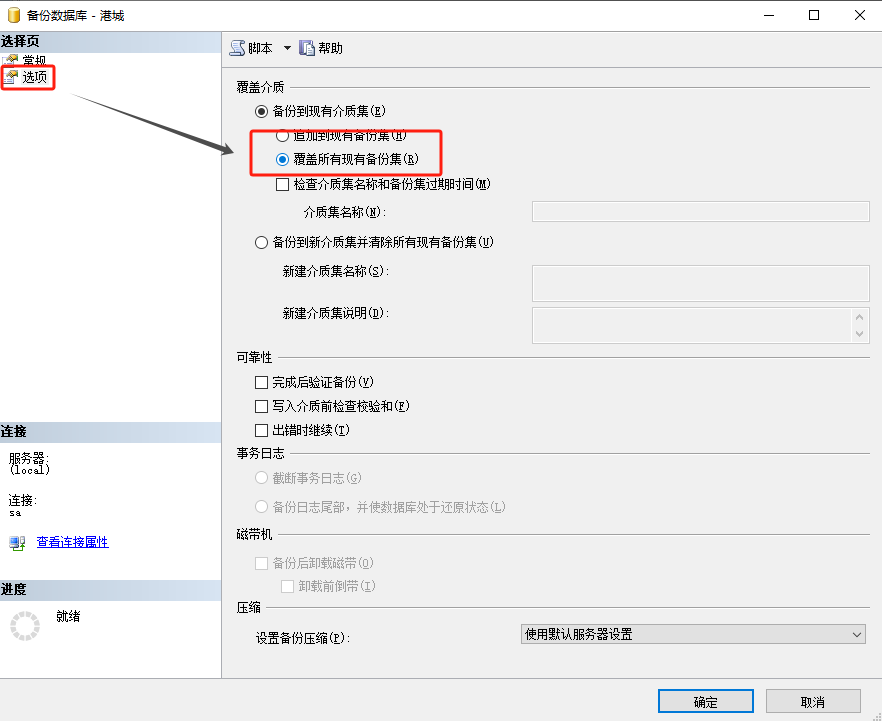 备份数据库 - 港城
选择页
常规
选项
脚本
帮助
覆盖介质
备份到现有介质集(E)
追加到现有备份集(H)
覆盖所有现有备份集(R)
检查介质集名称和备份集过期时间(M)
介质集名称(N):
备份到新介质集并清除所有现有备份集(U)
新建介质集名称(S):
新建介质集说明(D):
可靠性
完成后验证备份(V)
写入介质前检查校验和(F)
出错时继续(T)
事务日志
截断事务日志(G)
备份日志尾部，并使数据库处于还原状态(L)
磁带机
备份后卸载磁带(O)
卸载前倒带(I)
压缩
设置备份压缩(P):
使用默认服务器设置
连接
服务器:
(local)
连接:
sa
查看连接属性
进度
就绪
确定
取消